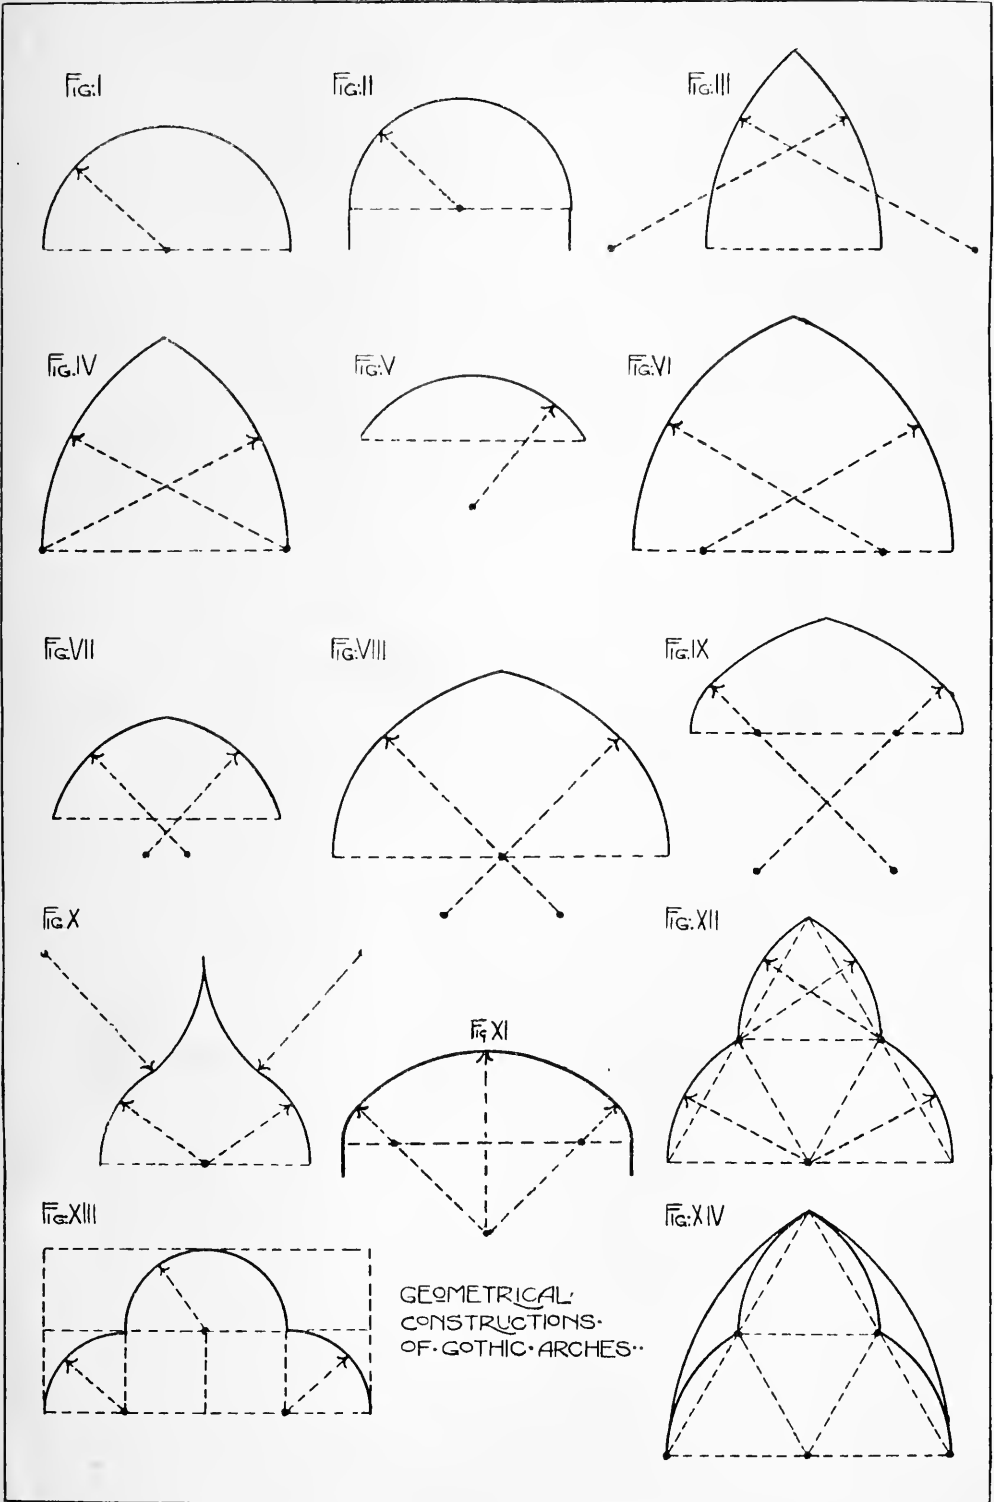 FIG:I
FIG:II
FIG:III
FIG.IV
FIG:V
FIG:VI
FIG:VII
FIG:VIII
FIG.IX
FIG X
FIG XI
FIG:XII
FIG:XIII
FIG:XIV
GEOMETRICAL·
CONSTRUCTIONS·
OF·GOTHIC·ARCHES··